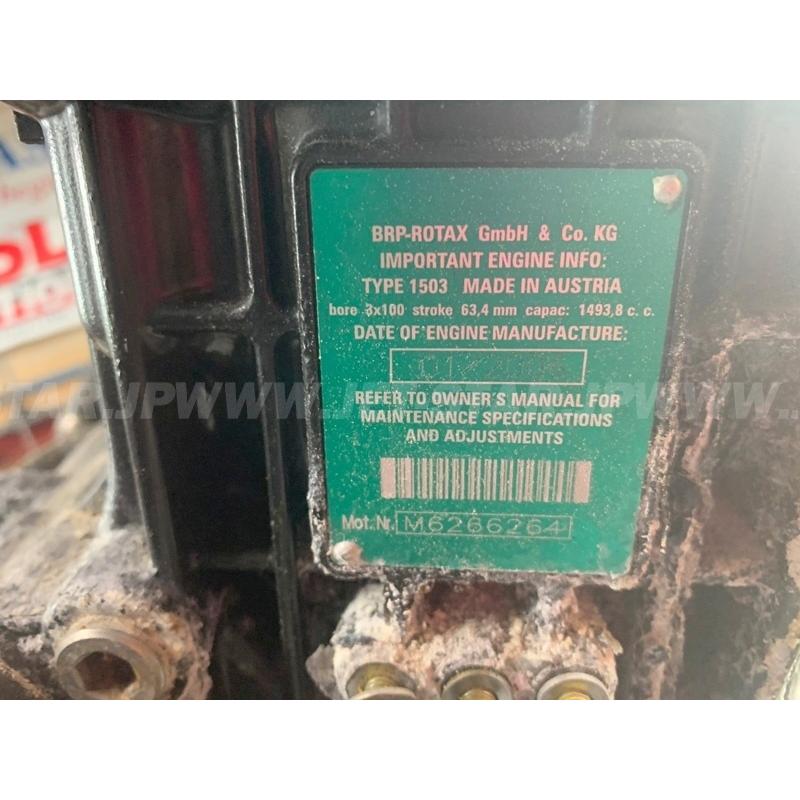 BRP-ROTAX GmbH & Co. KG
IMPORTANT ENGINE INFO:
TYPE 1503 MADE IN AUSTRIA
bore 3x100 stroke 63,4 mm capac: 1493,8 c. c.
DATE OF ENGINE MANUFACTURE:
REFER TO OWNER'S MANUAL FOR
MAINTENANCE SPECIFICATIONS
AND ADJUSTMENTS
Mot.Nr. M6266264